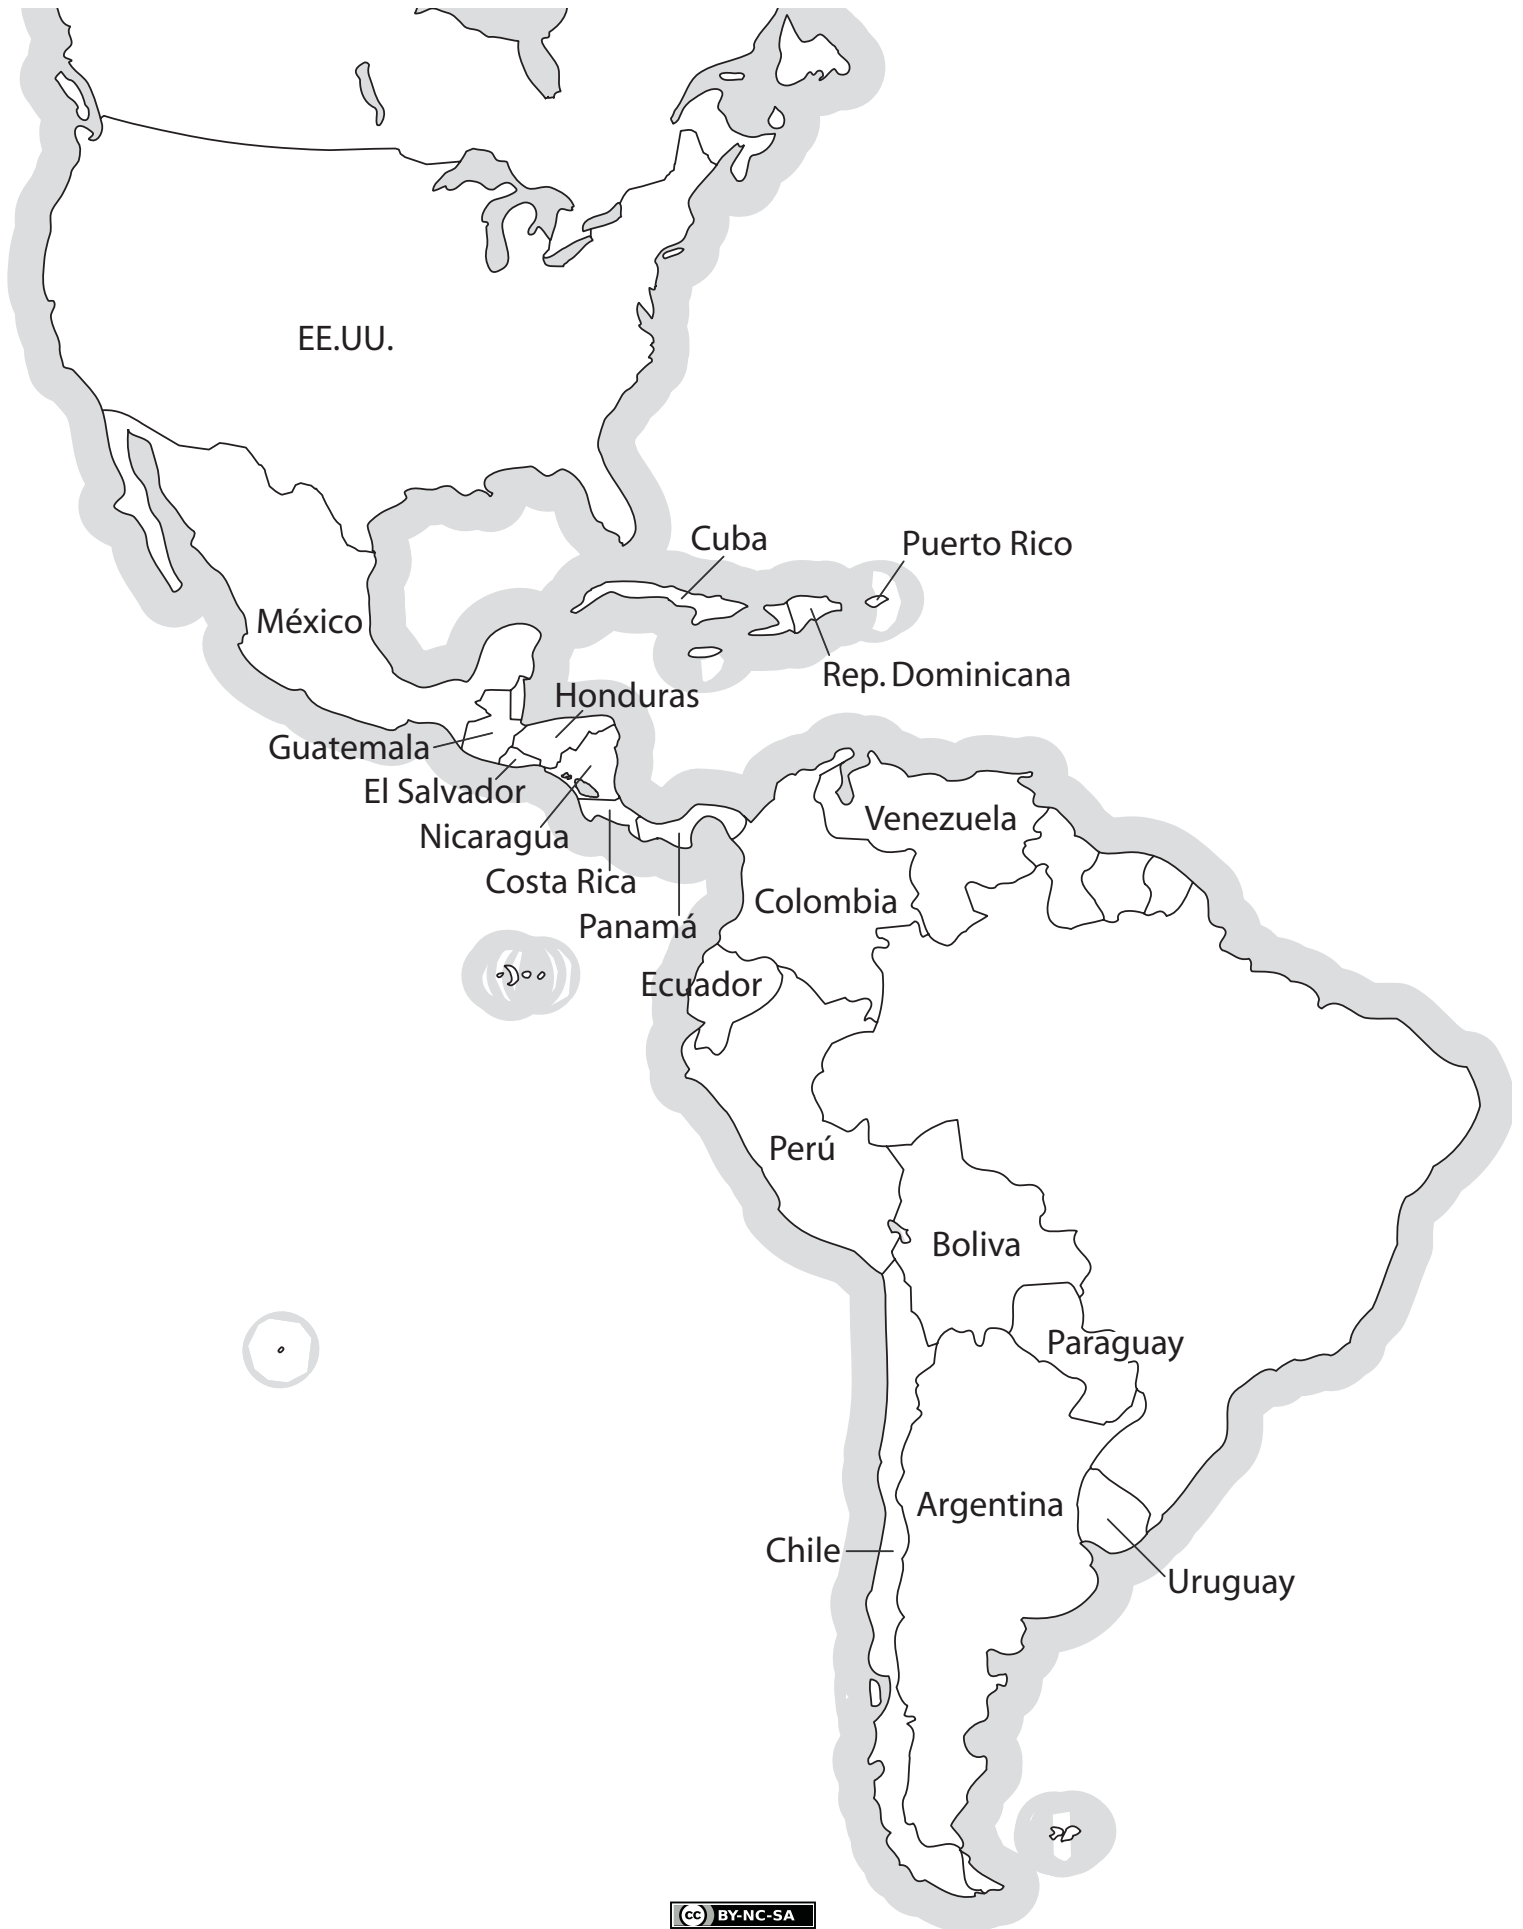 EE.UU.
Cuba
Puerto Rico
México
Rep. Dominicana
Honduras
Guatemala
El Salvador
Nicaragua
Venezuela
Costa Rica
Colombia
Panamá
Ecuador
Perú
Boliva
Paraguay
Argentina
Chile
Uruguay
cc BY-NC-SA